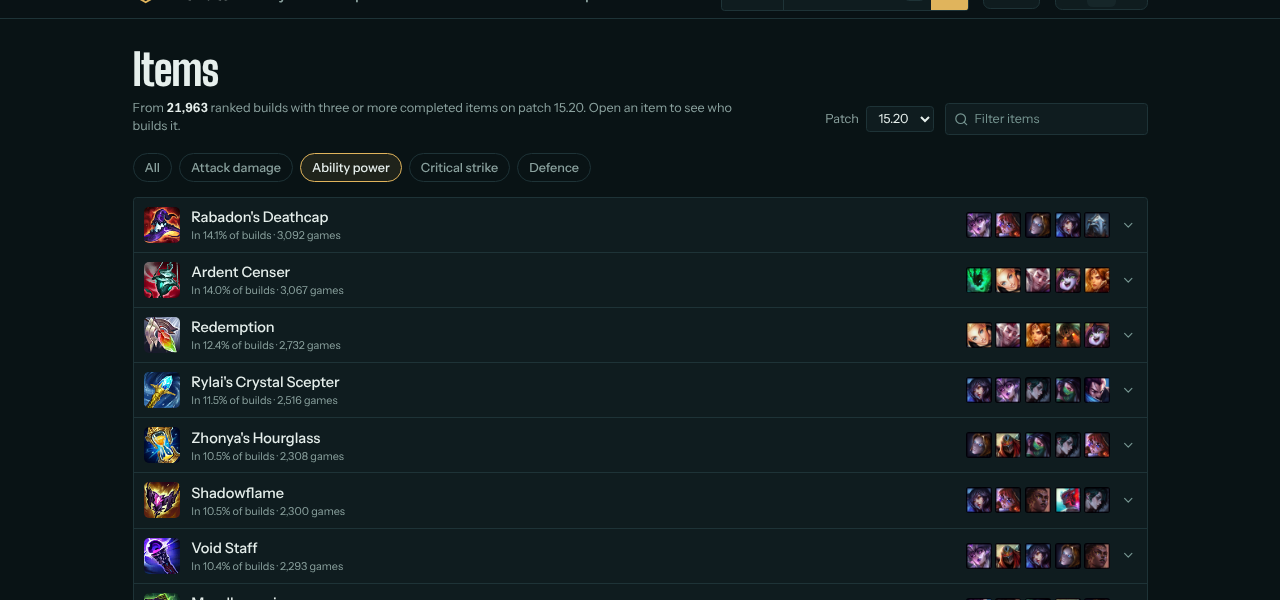 Items
From 21,963 ranked builds with three or more completed items on patch 15.20. Open an item to see who
builds it.
Patch 15.20 Filter items
All Attack damage Ability power Critical strike Defence
Rabadon's Deathcap
In 14.1% of builds · 3,092 games
Ardent Censer
In 14.0% of builds · 3,067 games
Redemption
In 12.4% of builds · 2,732 games
Rylai's Crystal Scepter
In 11.5% of builds · 2,516 games
Zhonya's Hourglass
In 10.5% of builds · 2,308 games
Shadowflame
In 10.5% of builds · 2,300 games
Void Staff
In 10.4% of builds · 2,293 games